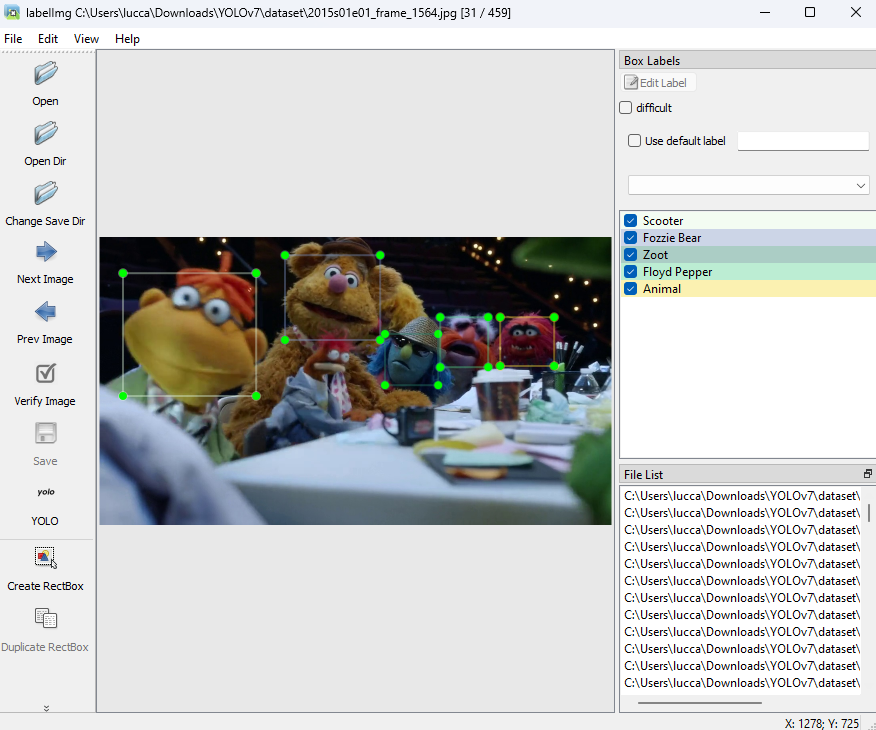 labelImg C:\Users\lucca\Downloads\YOLOv7\dataset\2015s01e01_frame_1564.jpg [31 / 459]
File Edit View Help
Open
Open Dir
Change Save Dir
Next Image
Prev Image
Verify Image
Save
yolo
YOLO
Create RectBox
Duplicate RectBox
Box Labels
Edit Label
difficult
Use default label
Scooter
Fozzie Bear
Zoot
Floyd Pepper
Animal
File List
C:\Users\lucca\Downloads\YOLOv7\dataset\
C:\Users\lucca\Downloads\YOLOv7\dataset\
C:\Users\lucca\Downloads\YOLOv7\dataset\
C:\Users\lucca\Downloads\YOLOv7\dataset\
C:\Users\lucca\Downloads\YOLOv7\dataset\
C:\Users\lucca\Downloads\YOLOv7\dataset\
C:\Users\lucca\Downloads\YOLOv7\dataset\
C:\Users\lucca\Downloads\YOLOv7\dataset\
C:\Users\lucca\Downloads\YOLOv7\dataset\
C:\Users\lucca\Downloads\YOLOv7\dataset\
C:\Users\lucca\Downloads\YOLOv7\dataset\
C:\Users\lucca\Downloads\YOLOv7\dataset\
X: 1278; Y: 725